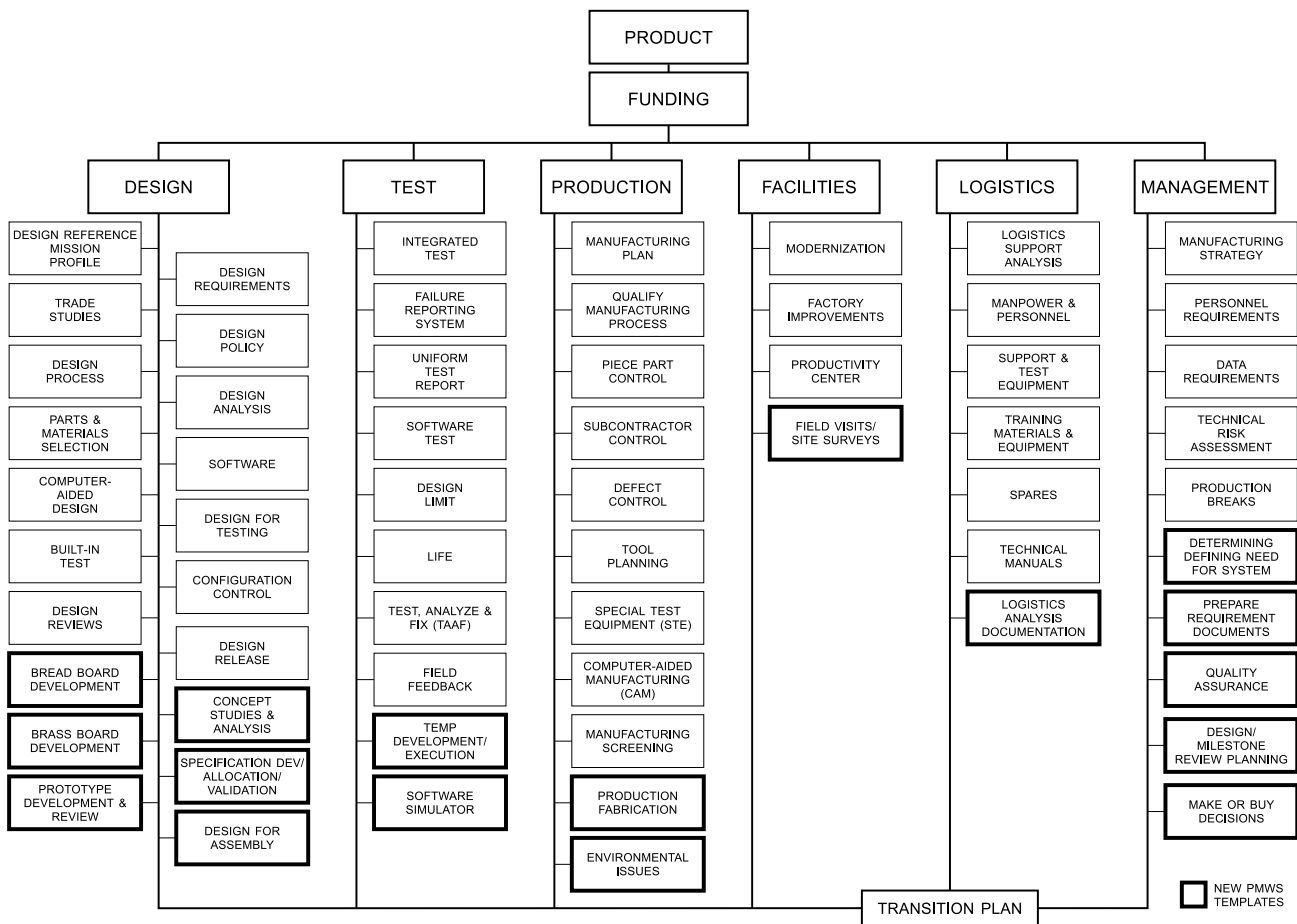 PRODUCT
FUNDING
DESIGN
TEST
PRODUCTION
FACILITIES
LOGISTICS
MANAGEMENT
DESIGN REFERENCE
MISSION
PROFILE
TRADE
STUDIES
DESIGN
PROCESS
PARTS &
MATERIALS
SELECTION
COMPUTER-
AIDED
DESIGN
BUILT-IN
TEST
DESIGN
REVIEWS
BREAD BOARD
DEVELOPMENT
BRASS BOARD
DEVELOPMENT
PROTOTYPE
DEVELOPMENT &
REVIEW
DESIGN
REQUIREMENTS
DESIGN
POLICY
DESIGN
ANALYSIS
SOFTWARE
DESIGN FOR
TESTING
CONFIGURATION
CONTROL
DESIGN
RELEASE
CONCEPT
STUDIES &
ANALYSIS
SPECIFICATION DEV/
ALLOCATION/
VALIDATION
DESIGN FOR
ASSEMBLY
INTEGRATED
TEST
FAILURE
REPORTING
SYSTEM
UNIFORM
TEST
REPORT
SOFTWARE
TEST
DESIGN
LIMIT
LIFE
TEST, ANALYZE &
FIX (TAAF)
FIELD
FEEDBACK
TEMP
DEVELOPMENT/
EXECUTION
SOFTWARE
SIMULATOR
MANUFACTURING
PLAN
QUALIFY
MANUFACTURING
PROCESS
PIECE PART
CONTROL
SUBCONTRACTOR
CONTROL
DEFECT
CONTROL
TOOL
PLANNING
SPECIAL TEST
EQUIPMENT (STE)
COMPUTER-AIDED
MANUFACTURING
(CAM)
MANUFACTURING
SCREENING
PRODUCTION
FABRICATION
ENVIRONMENTAL
ISSUES
MODERNIZATION
FACTORY
IMPROVEMENTS
PRODUCTIVITY
CENTER
FIELD VISITS/
SITE SURVEYS
LOGISTICS
SUPPORT
ANALYSIS
MANPOWER &
PERSONNEL
SUPPORT &
TEST
EQUIPMENT
TRAINING
MATERIALS &
EQUIPMENT
SPARES
TECHNICAL
MANUALS
LOGISTICS
ANALYSIS
DOCUMENTATION
MANUFACTURING
STRATEGY
PERSONNEL
REQUIREMENTS
DATA
REQUIREMENTS
TECHNICAL
RISK
ASSESSMENT
PRODUCTION
BREAKS
DETERMINING
DEFINING NEED
FOR SYSTEM
PREPARE
REQUIREMENT
DOCUMENTS
QUALITY
ASSURANCE
DESIGN/
MILESTONE
REVIEW PLANNING
MAKE OR BUY
DECISIONS
TRANSITION PLAN
NEW PMWS
TEMPLATES